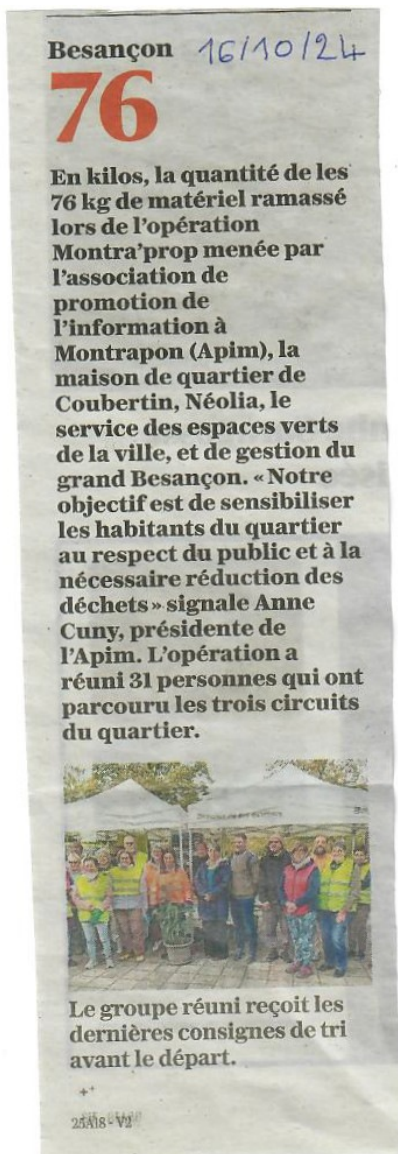 Besançon 16/10/24
76
En kilos, la quantité de les
76 kg de matériel ramassé
lors de l'opération
Montra'prop menée par
l'association de
promotion de
l'information à
Montrapon (Apim), la
maison de quartier de
Coubertin, Néolia, le
service des espaces verts
de la ville, et de gestion du
grand Besançon. « Notre
objectif est de sensibiliser
les habitants du quartier
au respect du public et à la
nécessaire réduction des
déchets » signale Anne
Cuny, présidente de
l'Apim. L'opération a
réuni 31 personnes qui ont
parcouru les trois circuits
du quartier.
Le groupe réuni reçoit les
dernières consignes de tri
avant le départ.
25A18 - V2